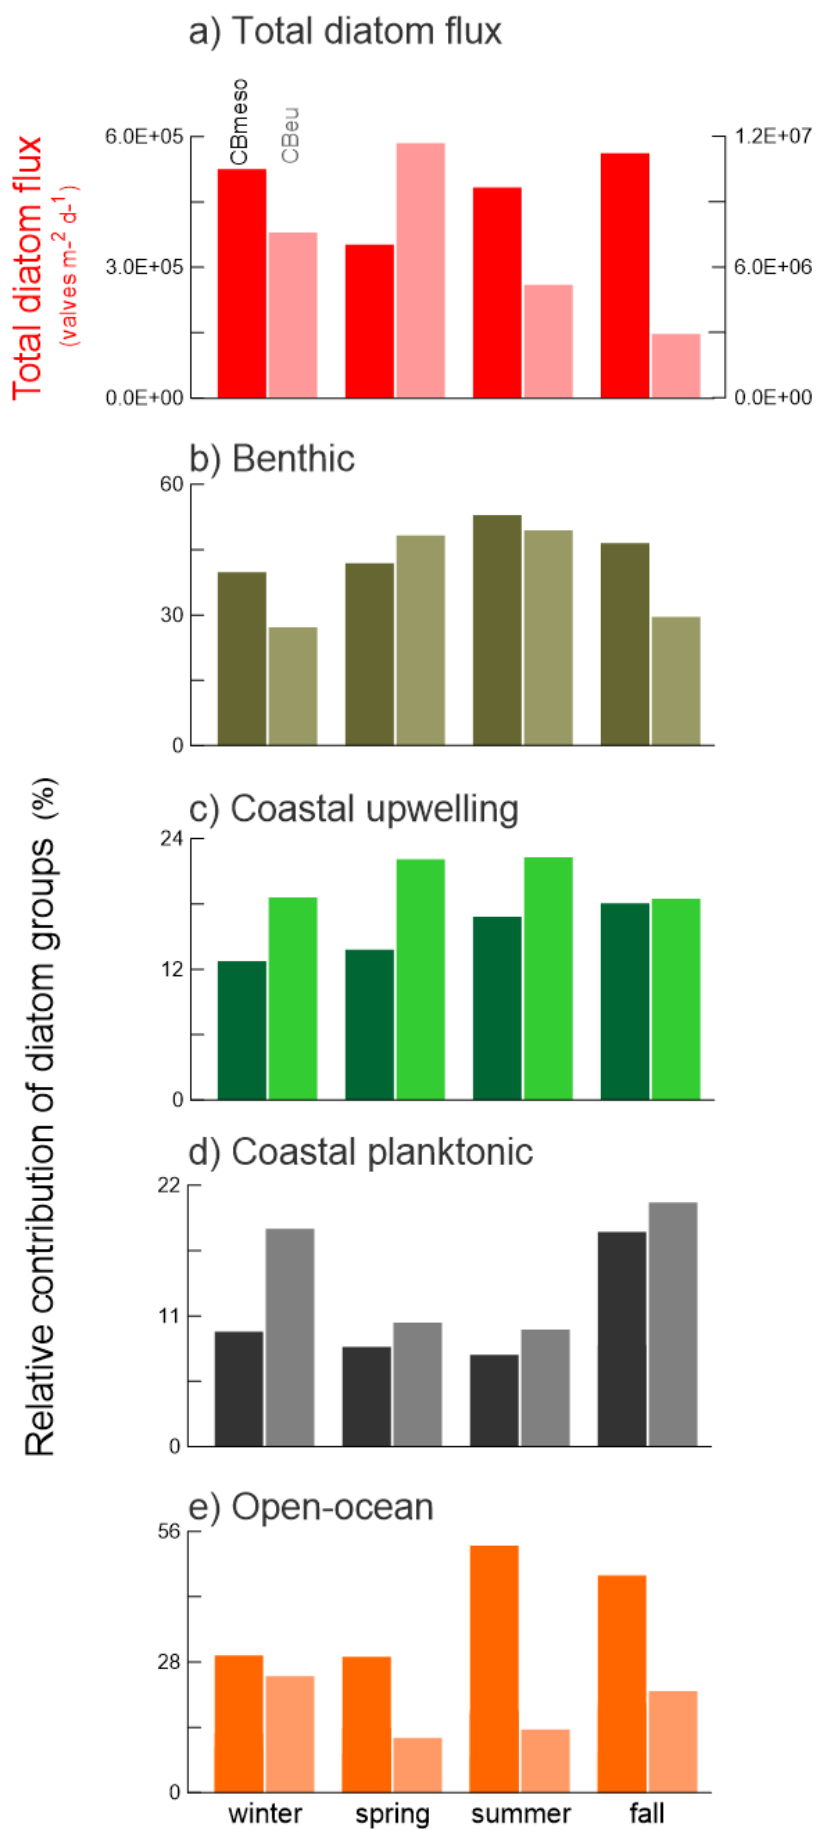 a) Total diatom flux
CBmeso
CBeu
Total diatom flux
(valves m-2 d-1)
6.0E+05
3.0E+05
0.0E+00
1.2E+07
6.0E+06
0.0E+00
b) Benthic
60
30
0
Relative contribution of diatom groups (%)
c) Coastal upwelling
24
12
0
d) Coastal planktonic
22
11
0
e) Open-ocean
56
28
0
winter spring summer fall